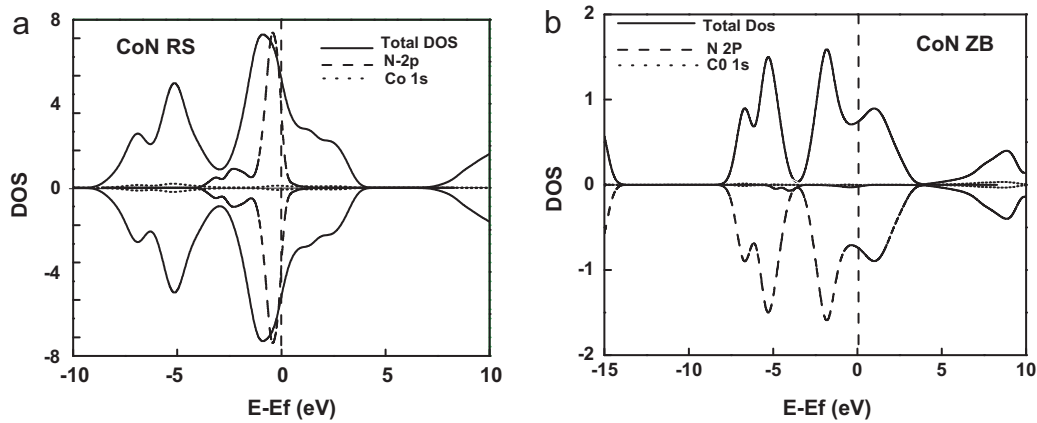 a
CoN RS
Total DOS
N-2p
Co 1s
8
4
0
-4
-8
DOS
-10
-5
0
5
10
E-Ef (eV)
b
Total Dos
N 2P
C0 1s
CoN ZB
2
1
0
-1
-2
DOS
-15
-10
-5
0
5
10
E-Ef (eV)